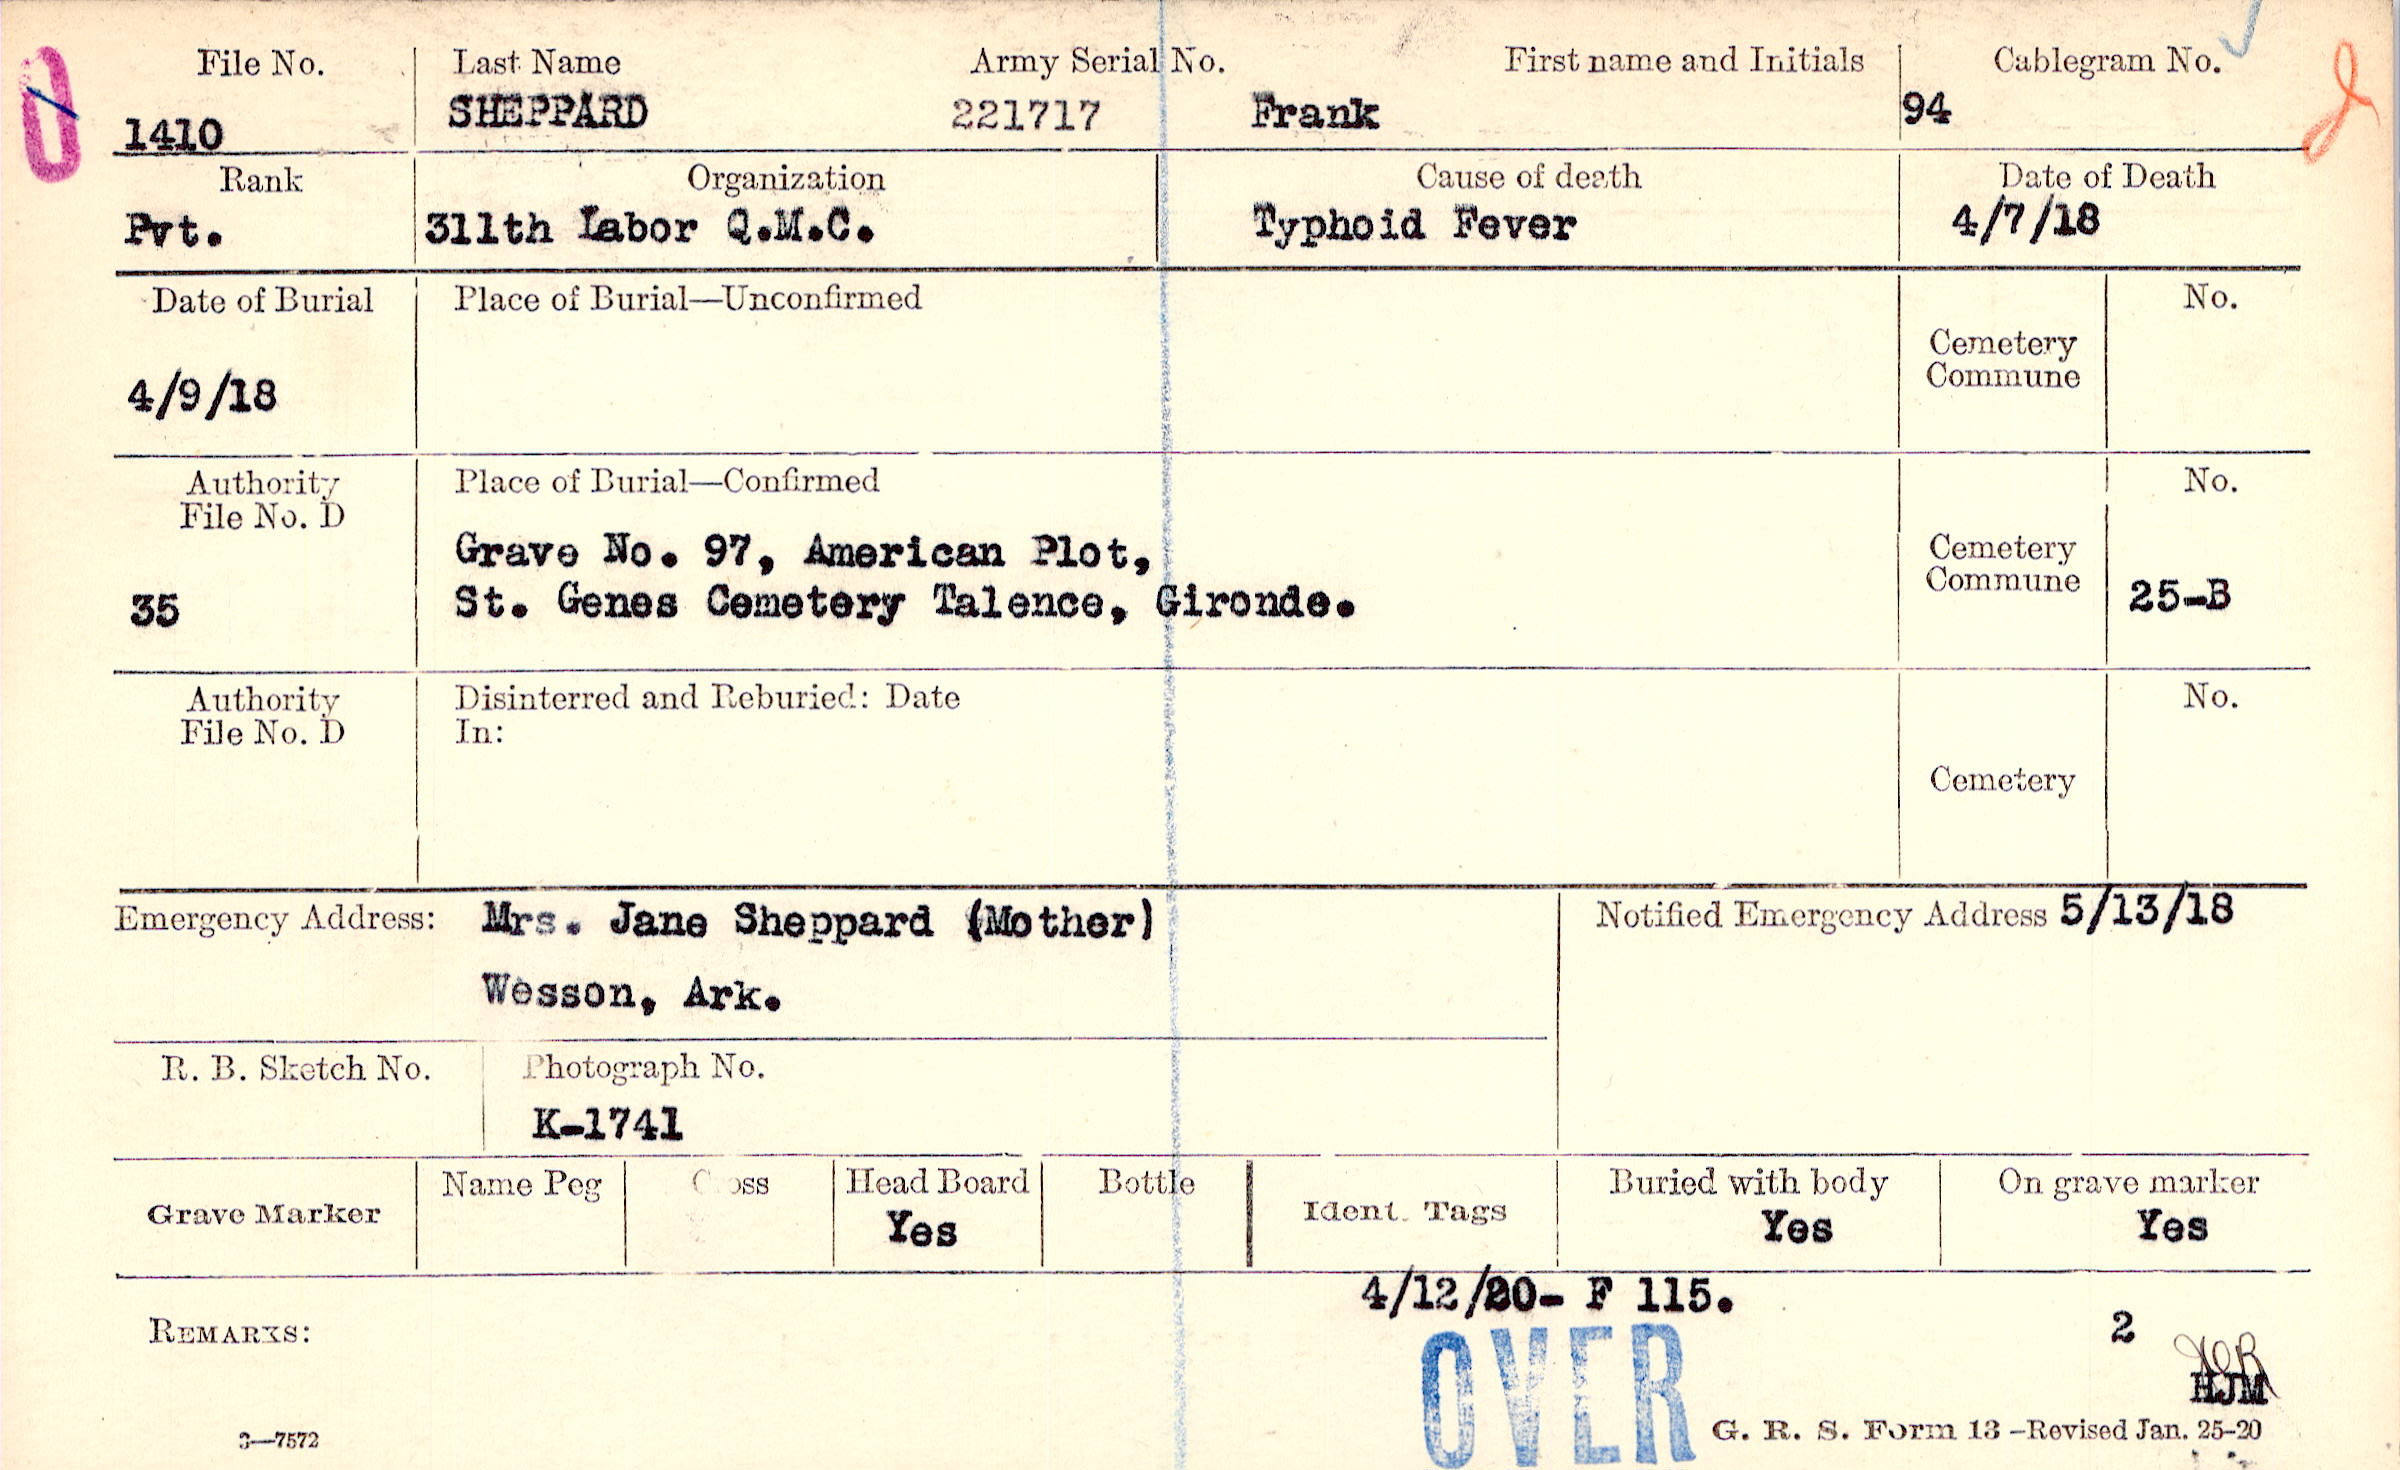 File No. Last Name Army Serial No. First name and Initials Cablegram No.
1410 SHEPPARD 221717 Frank 94
Rank Organization Cause of death Date of Death
Pvt. 311th Labor Q.M.C. Typhoid Fever 4/7/18
Date of Burial Place of Burial—Unconfirmed No.
Cemetery
Commune
4/9/18
Authority Place of Burial—Confirmed No.
File No. D
Grave No. 97, American Plot, Cemetery
35 St. Genes Cemetery Talence, Gironde. Commune 25-B
Authority Disinterred and Reburied: Date No.
File No. D In:
Cemetery
Emergency Address: Mrs. Jane Sheppard (Mother) Notified Emergency Address 5/13/18
Wesson, Ark.
R. B. Sketch No. Photograph No.
K-1741
Grave Marker Name Peg Cross Head Board Bottle Ident. Tags Buried with body On grave marker
Yes Yes Yes
4/12/20- F 115.
REMARKS: 2
OVER
HJM
3—7572 G. R. S. Form 13 —Revised Jan. 25-20